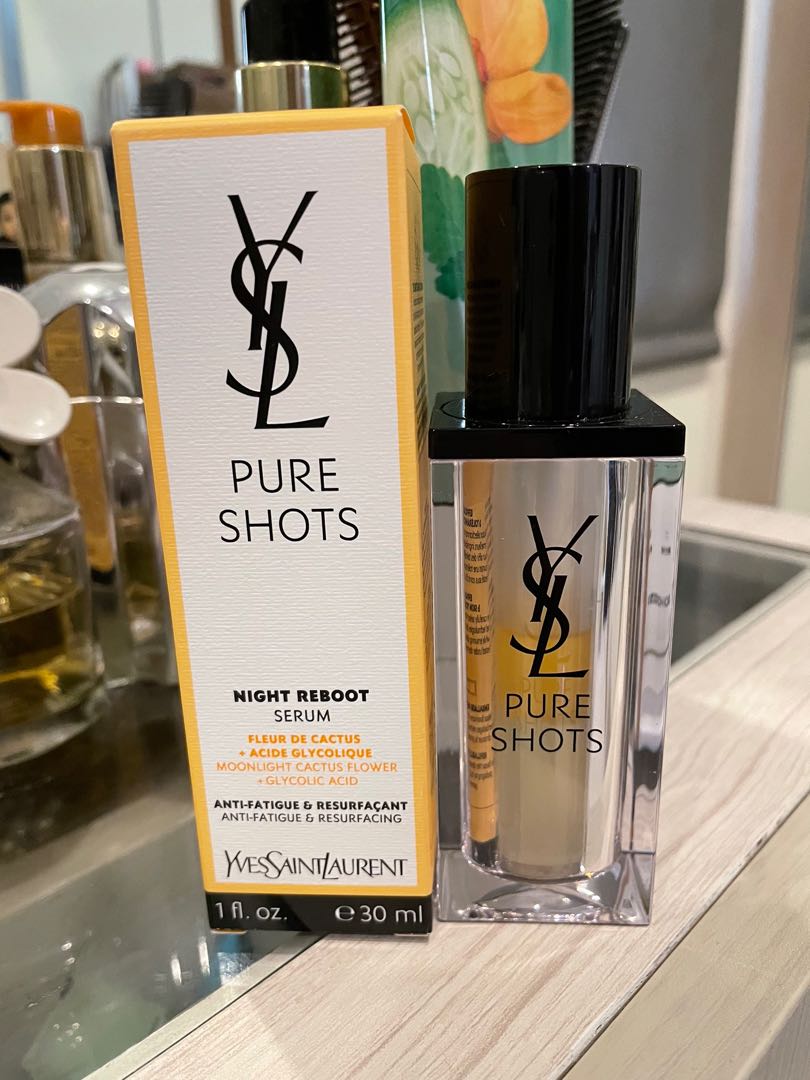 YSL
PURE
SHOTS
NIGHT REBOOT
SERUM
FLEUR DE CACTUS
+ ACIDE GLYCOLIQUE
MOONLIGHT CACTUS FLOWER
+ GLYCOLIC ACID
ANTI-FATIGUE & RESURFAÇANT
ANTI-FATIGUE & RESURFACING
YVESSAINTLAURENT
1 fl. oz. ℮ 30 ml
YSL
PURE
SHOTS